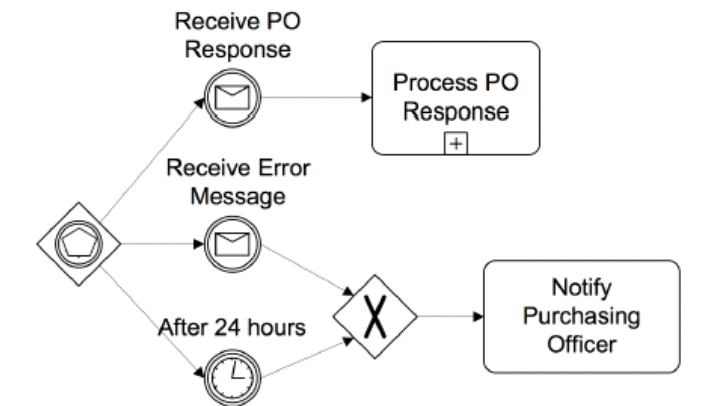 Receive PO
Response
Process PO
Response
Receive Error
Message
After 24 hours
Notify
Purchasing
Officer